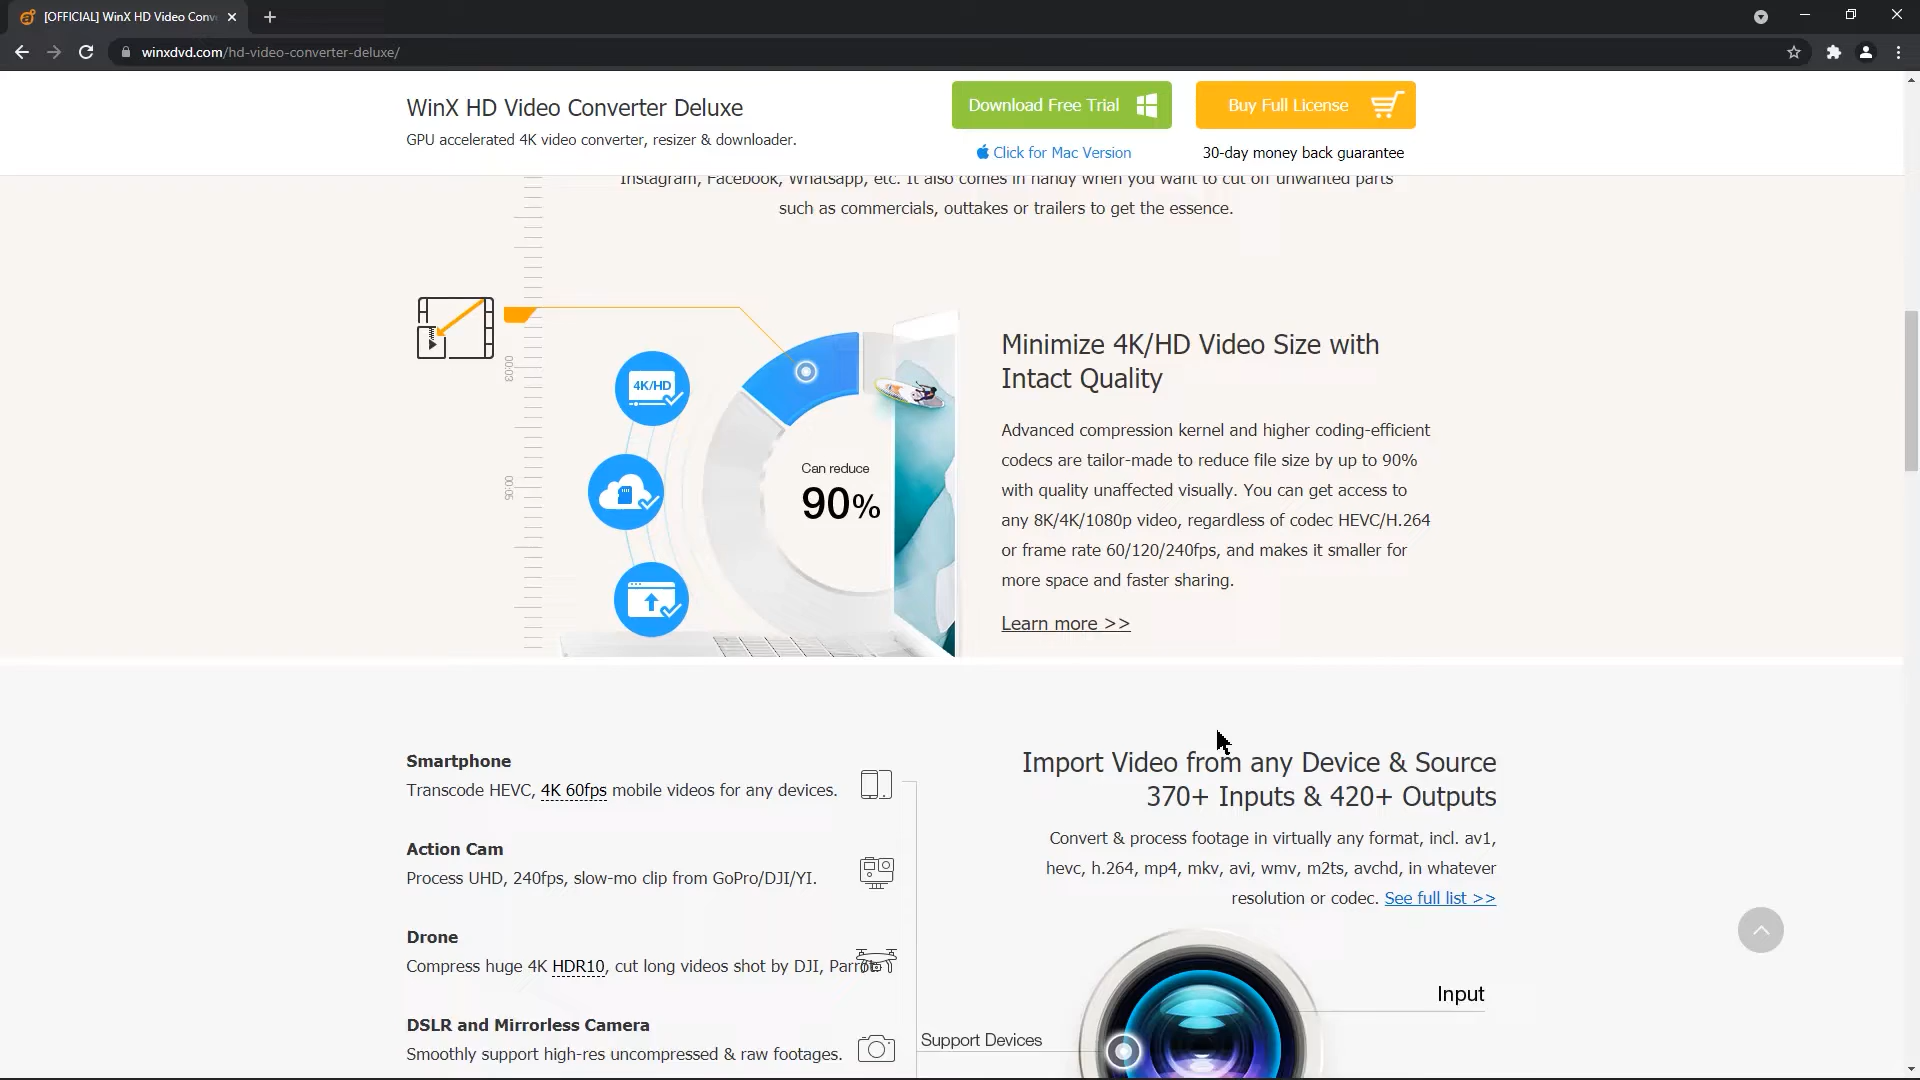 [OFFICIAL] WinX HD Video Conv
winxdvd.com/hd-video-converter-deluxe/
WinX HD Video Converter Deluxe
GPU accelerated 4K video converter, resizer & downloader.
Download Free Trial
Click for Mac Version
Buy Full License
30-day money back guarantee
Instagram, Facebook, Whatsapp, etc. It also comes in handy when you want to cut off unwanted parts
such as commercials, outtakes or trailers to get the essence.
00:03
00:05
4K/HD
Can reduce
90%
Minimize 4K/HD Video Size with
Intact Quality
Advanced compression kernel and higher coding-efficient
codecs are tailor-made to reduce file size by up to 90%
with quality unaffected visually. You can get access to
any 8K/4K/1080p video, regardless of codec HEVC/H.264
or frame rate 60/120/240fps, and makes it smaller for
more space and faster sharing.
Learn more >>
Smartphone
Transcode HEVC, 4K 60fps mobile videos for any devices.
Action Cam
Process UHD, 240fps, slow-mo clip from GoPro/DJI/YI.
Drone
Compress huge 4K HDR10, cut long videos shot by DJI, Parrot.
DSLR and Mirrorless Camera
Smoothly support high-res uncompressed & raw footages.
Import Video from any Device & Source
370+ Inputs & 420+ Outputs
Convert & process footage in virtually any format, incl. av1,
hevc, h.264, mp4, mkv, avi, wmv, m2ts, avchd, in whatever
resolution or codec. See full list >>
Input
Support Devices